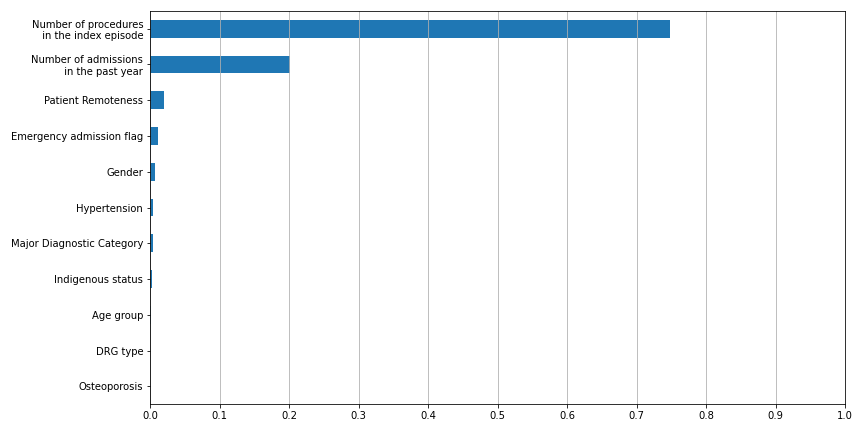 Number of procedures
in the index episode
Number of admissions
in the past year
Patient Remoteness
Emergency admission flag
Gender
Hypertension
Major Diagnostic Category
Indigenous status
Age group
DRG type
Osteoporosis
0.0 0.1 0.2 0.3 0.4 0.5 0.6 0.7 0.8 0.9 1.0